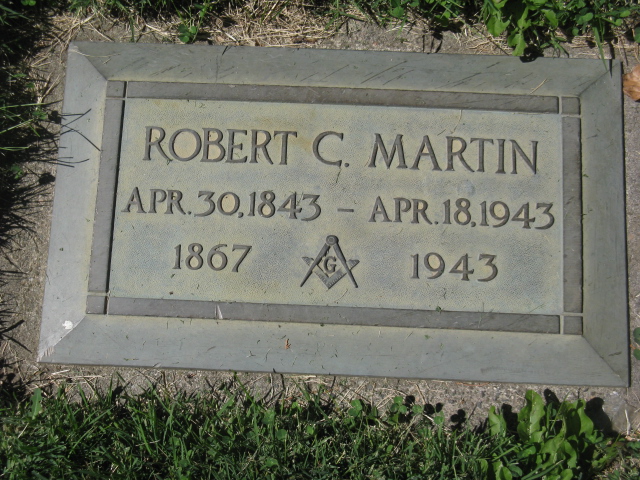 ROBERT C. MARTIN
APR. 30, 1843 – APR. 18, 1943
1867 G 1943